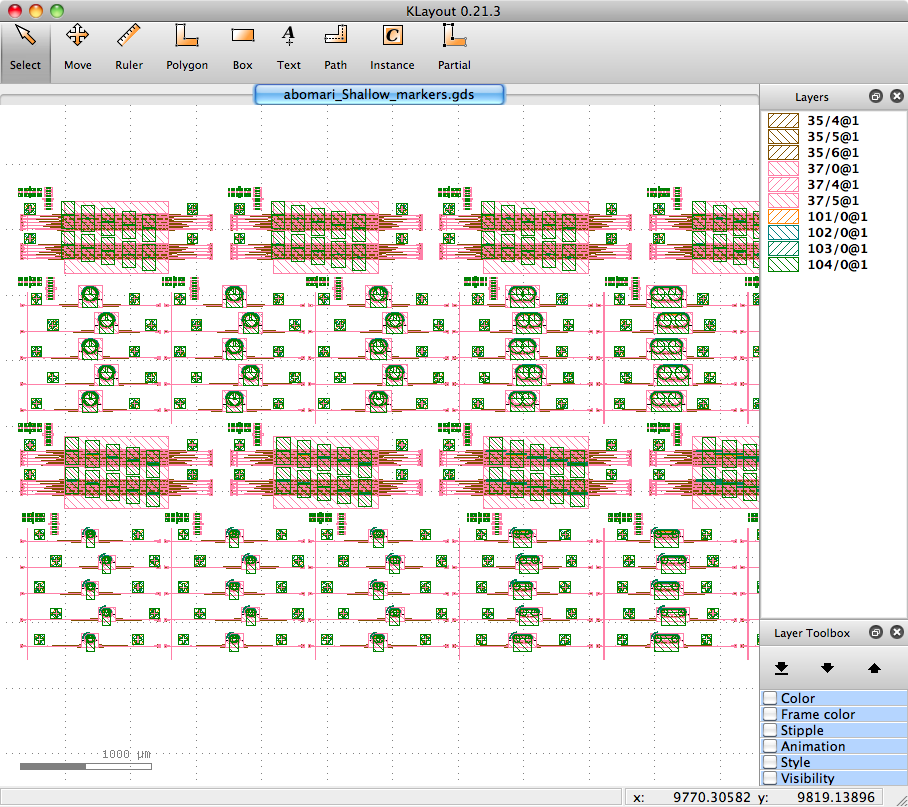 KLayout 0.21.3
Select Move Ruler Polygon Box Text Path Instance Partial
abomari_Shallow_markers.gds
Layers
35/4@1
35/5@1
35/6@1
37/0@1
37/4@1
37/5@1
101/0@1
102/0@1
103/0@1
104/0@1
Layer Toolbox
Color
Frame color
Stipple
Animation
Style
Visibility
1000 µm
x: 9770.30582 y: 9819.13896